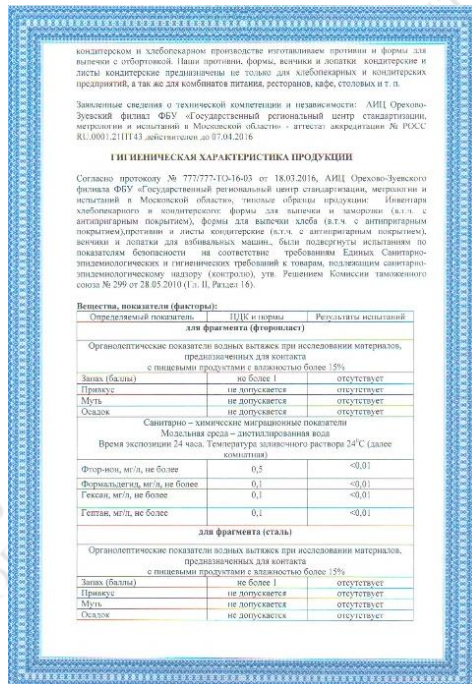 кондитерском и хлебопекарном производстве изготавливаем противни и формы для
выпечки с отбортовкой. Наши противни, формы, венчики и лопатки кондитерские и
листы кондитерские предназначены не только для хлебопекарных и кондитерских
предприятий, а так же для комбинатов питания, ресторанов, кафе, столовых и т. п.
Заявленные сведения о технической компетенции и независимости: АИЦ Орехово-
Зуевский филиал ФБУ «Государственный региональный центр стандартизации,
метрологии и испытаний в Московской области» - аттестат аккредитации № РОСС
RU.0001.21ПТ43 действителен до 07.04.2016
ГИГИЕНИЧЕСКАЯ ХАРАКТЕРИСТИКА ПРОДУКЦИИ
Согласно протоколу № 777/777-ТО-16-03 от 18.03.2016, АИЦ Орехово-Зуевского
филиала ФБУ «Государственный региональный центр стандартизации, метрологии и
испытаний в Московской области», типовые образцы продукции: Инвентаря
хлебопекарного и кондитерского: формы для выпечки и заморозки (в.т.ч. с
антипригарным покрытием), формы для выпечки хлеба (в.т.ч. с антипригарным
покрытием),противни и листы кондитерские (в.т.ч. с антипригарным покрытием),
венчики и лопатки для взбивальных машин., были подвергнуты испытаниям по
показателям безопасности на соответствие требованиям Единых Санитарно-
эпидемиологических и гигиенических требований к товарам, подлежащим санитарно-
эпидемиологическому надзору (контролю), утв. Решением Комиссии таможенного
союза № 299 от 28.05.2010 (Гл. II, Раздел 16).
Вещества, показатели (факторы):
Определяемый показатель ПДК и нормы Результаты испытаний
для фрагмента (фторопласт)
Органолептические показатели водных вытяжек при исследовании материалов,
предназначенных для контакта
с пищевыми продуктами с влажностью более 15%
Запах (баллы) не более 1 отсутствует
Привкус не допускается отсутствует
Муть не допускается отсутствует
Осадок не допускается отсутствует
Санитарно – химические миграционные показатели
Модельная среда – дистиллированная вода
Время экспозиции 24 часа. Температура заливочного раствора 24°С (далее
комнатная)
Фтор-ион, мг/л, не более 0,5 <0,01
Формальдегид, мг/л, не более 0,1 <0,01
Гексан, мг/л, не более 0,1 <0,01
Гептан, мг/л, не более 0,1 <0,01
для фрагмента (сталь)
Органолептические показатели водных вытяжек при исследовании материалов,
предназначенных для контакта
с пищевыми продуктами с влажностью более 15%
Запах (баллы) не более 1 отсутствует
Привкус не допускается отсутствует
Муть не допускается отсутствует
Осадок не допускается отсутствует